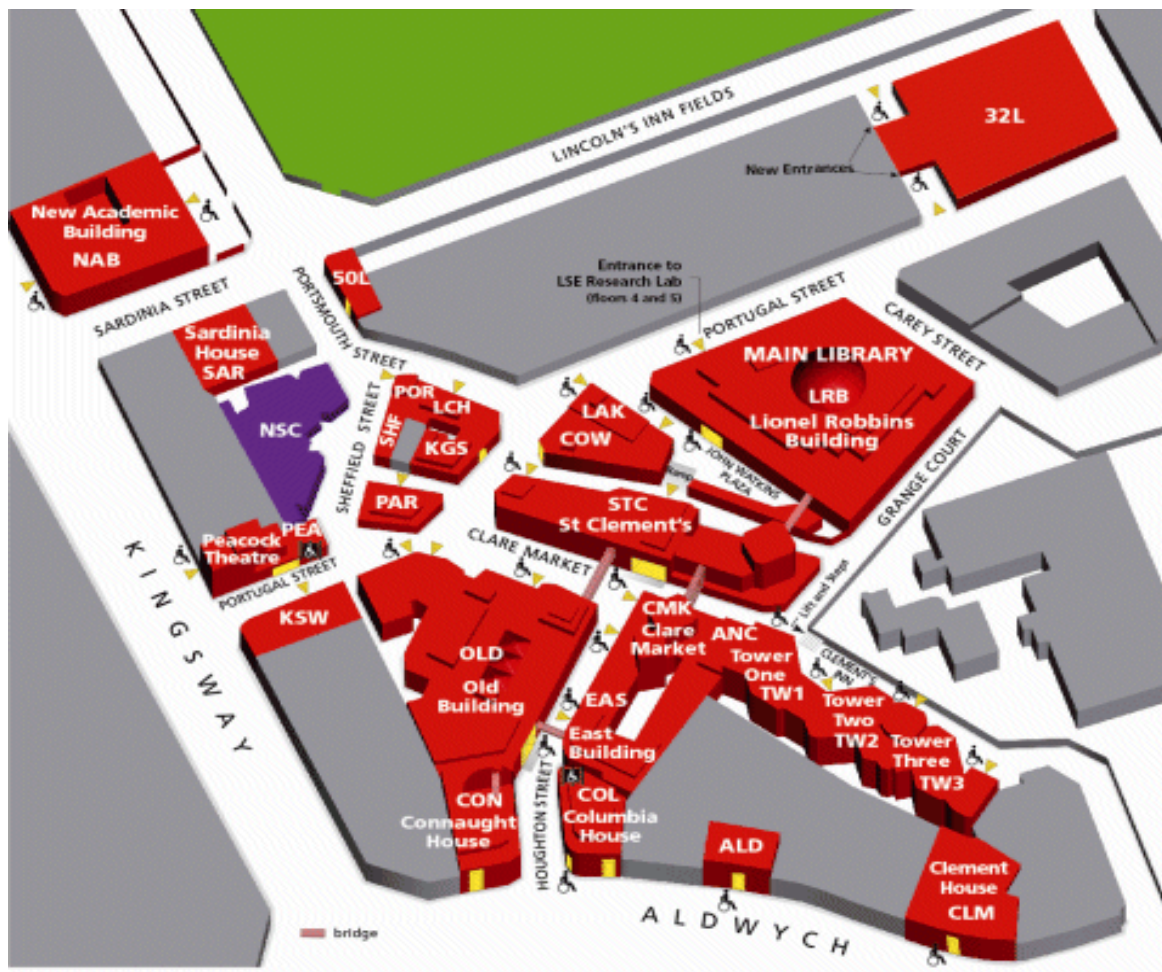 LINCOLN'S INN FIELDS
32L
New Entrances
New Academic
Building
NAB
SARDINIA STREET
PORTSMOUTH STREET
50L
Entrance to
LSE Research Lab
(floors 4 and 5)
PORTUGAL STREET
CAREY STREET
Sardinia
House
SAR
MAIN LIBRARY
LRB
Lionel Robbins
Building
NSC
SHEFFIELD STREET
POR
LCH
SHF
KGS
LAK
COW
JOHN WATKINS
PLAZA
GRANGE COURT
PAR
STC
St Clement's
CLARE MARKET
PEA
Peacock
Theatre
PORTUGAL STREET
KINGSWAY
KSW
Lift and Steps
CMK
Clare
Market
ANC
Tower
One
TW1
CLEMENT'S
INN
OLD
Old
Building
EAS
East
Building
Tower
Two
TW2
Tower
Three
TW3
CON
Connaught
House
HOUGHTON STREET
COL
Columbia
House
ALD
Clement
House
CLM
ALDWYCH
bridge